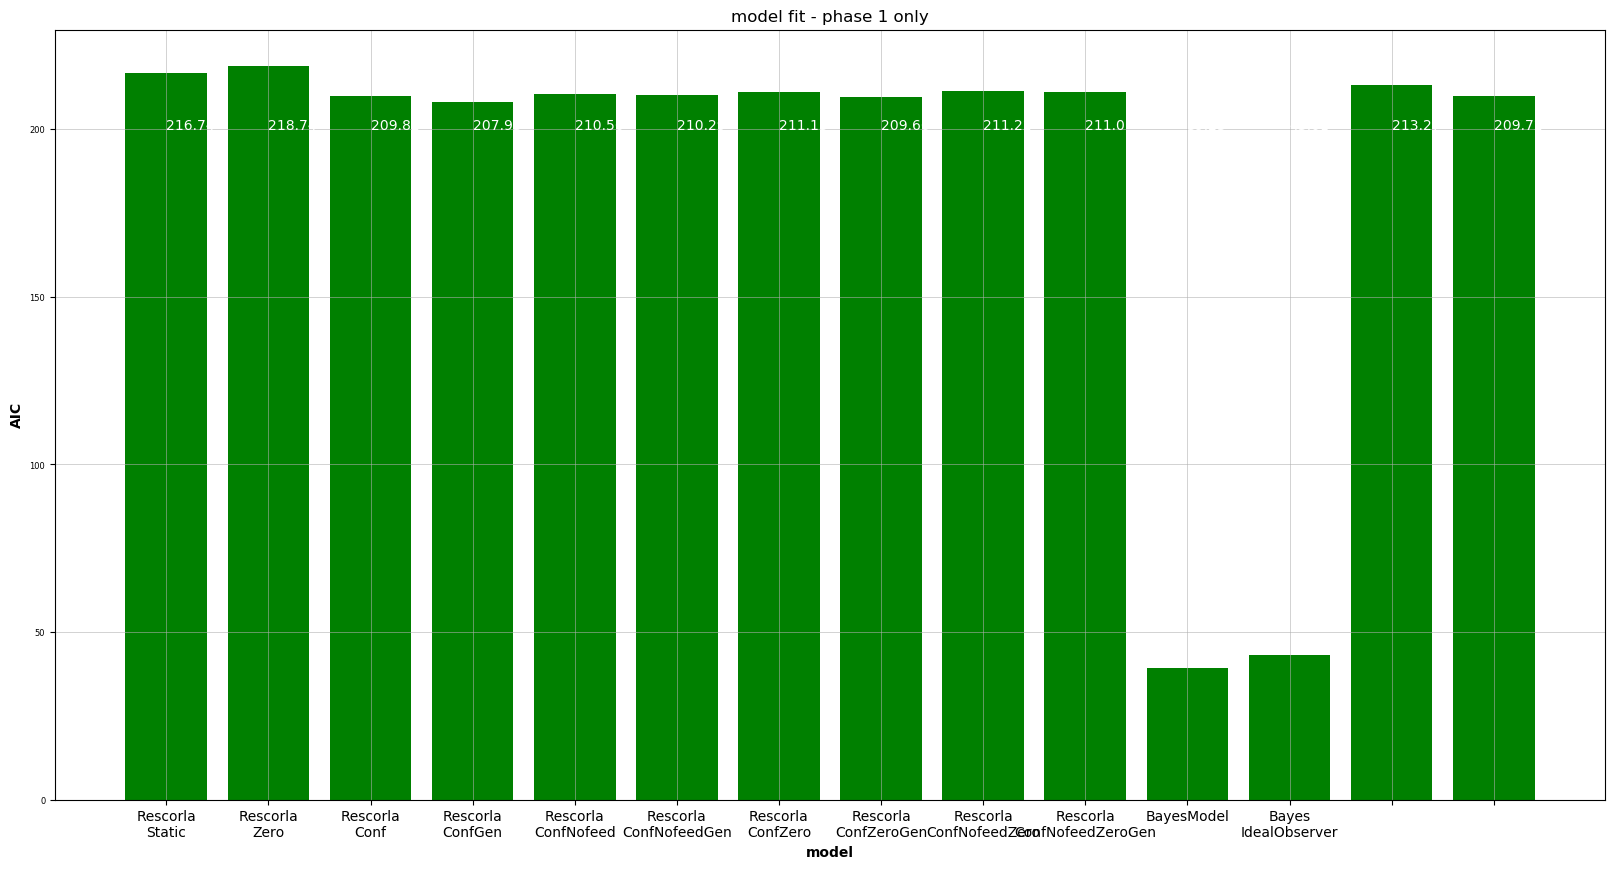 model fit - phase 1 only
200
150
100
50
0
AIC
216.7
218.7
209.8
207.9
210.5
210.2
211.1
209.6
211.2
211.0
213.2
209.7
Rescorla
Static
Rescorla
Zero
Rescorla
Conf
Rescorla
ConfGen
Rescorla
ConfNofeed
Rescorla
ConfNofeedGen
Rescorla
ConfZero
Rescorla
ConfZeroGen
Rescorla
ConfNofeedZero
Rescorla
ConfNofeedZeroGen
BayesModel
Bayes
IdealObserver
model